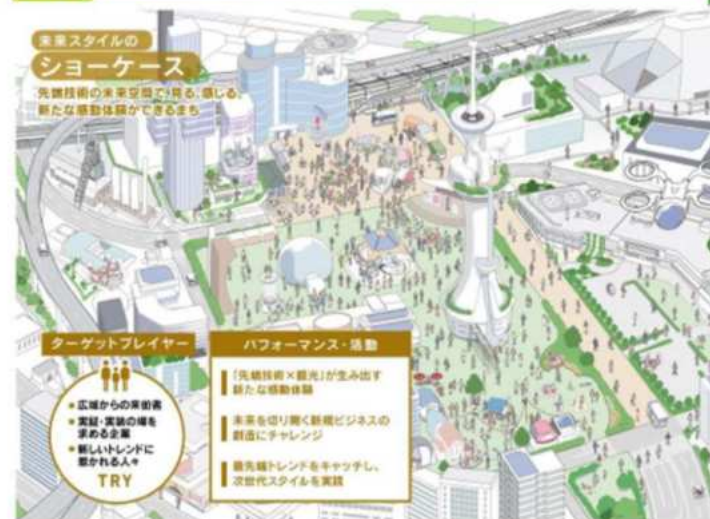 未来スタイルの
ショーケース
先端技術の未来空間で、見る、感じる、
新たな感動体験ができるまち
ターゲットプレイヤー
• 広域からの来街者
• 実証・実装の場を
求める企業
• 新しいトレンドに
惹かれる人々
TRY
パフォーマンス・活動
「先端技術×観光」が生み出す
新たな感動体験
未来を切り開く新規ビジネスの
創造にチャレンジ
最先端トレンドをキャッチし、
次世代スタイルを実践